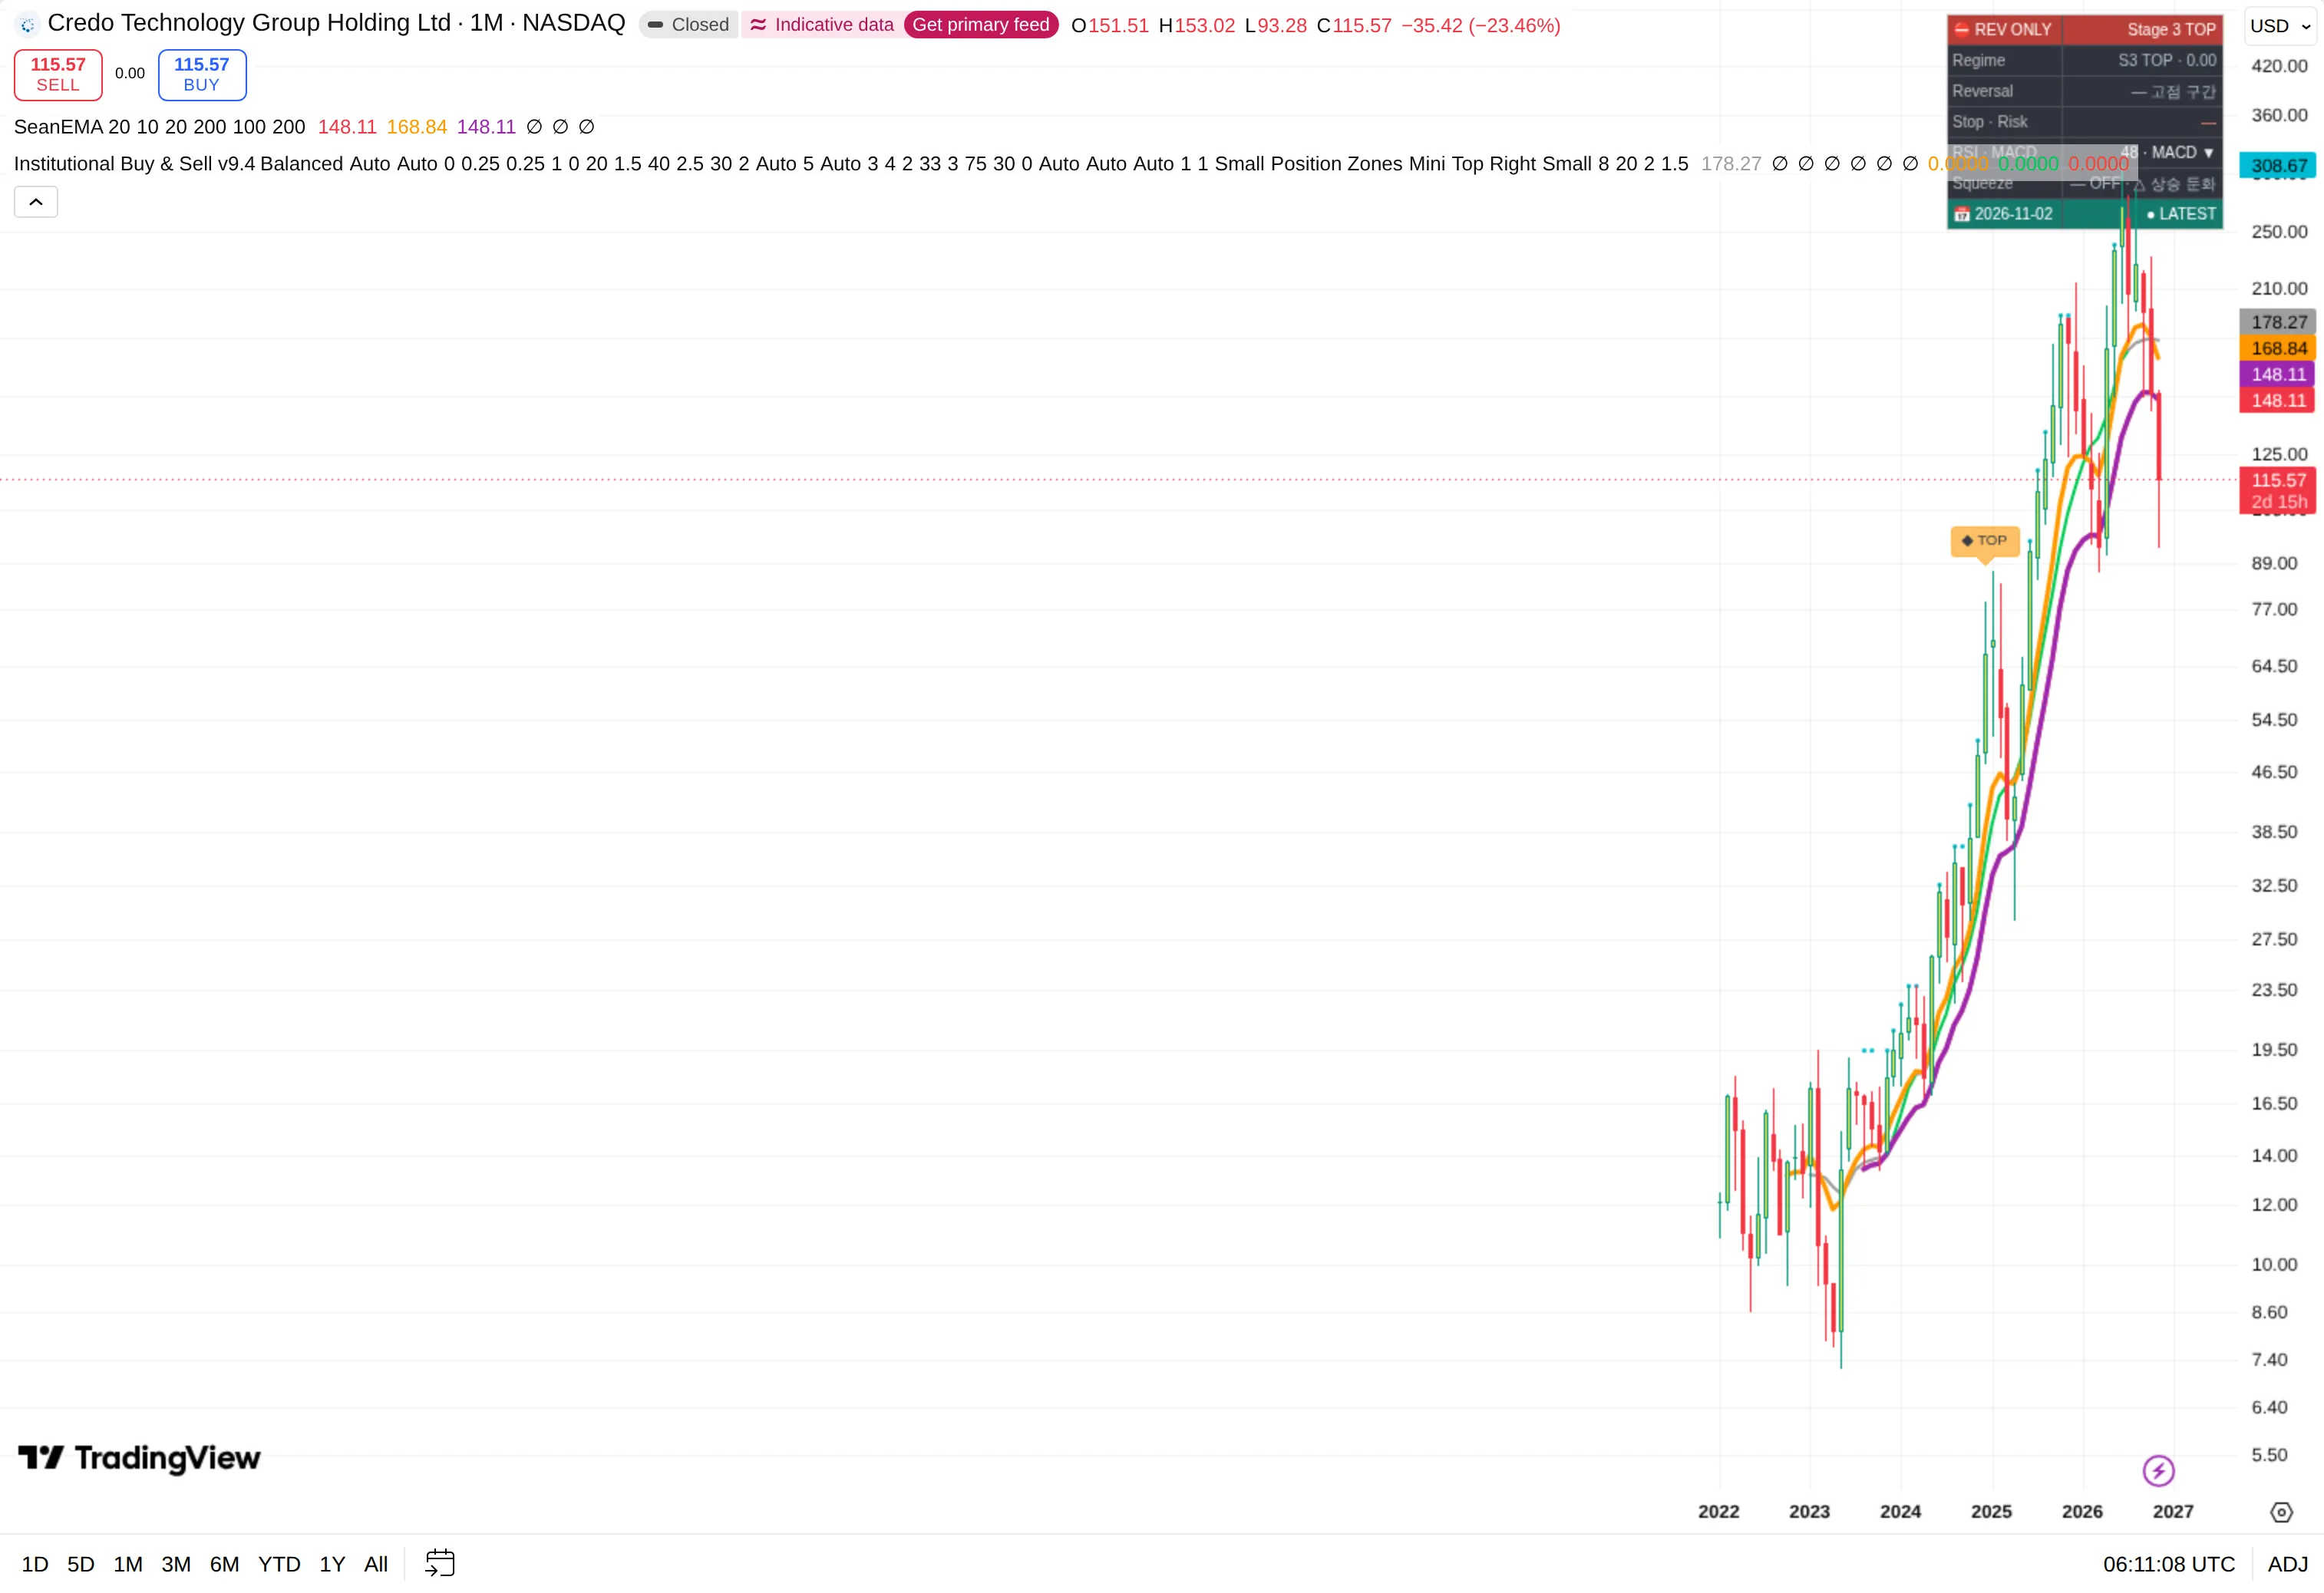 Credo Technology Group Holding Ltd · 1M · NASDAQ Closed Indicative data Get primary feed O151.51 H153.02 L93.28 C115.57 −35.42 (−23.46%)
115.57 SELL 0.00 115.57 BUY
SeanEMA 20 10 20 200 100 200 148.11 168.84 148.11 ∅ ∅ ∅
Institutional Buy & Sell v9.4 Balanced Auto Auto 0 0.25 0.25 1 0 20 1.5 40 2.5 30 2 Auto 5 Auto 3 4 2 33 3 75 30 0 Auto Auto Auto 1 1 Small Position Zones Mini Top Right Small 8 20 2 1.5 178.27 ∅ ∅ ∅ ∅ ∅ ∅ 0.0000 0.0000 0.0000
REV ONLY Stage 3 TOP
Regime S3 TOP · 0.00
Reversal — 고점 구간
Stop · Risk —
RSI · MACD 48 · MACD ▼
Squeeze — OFF · △ 상승 둔화
2026-11-02 ● LATEST
USD
420.00
360.00
308.67
250.00
210.00
178.27
168.84
148.11
148.11
125.00
115.57
2d 15h
89.00
77.00
64.50
54.50
46.50
38.50
32.50
27.50
23.50
19.50
16.50
14.00
12.00
10.00
8.60
7.40
6.40
5.50
◆ TOP
TradingView
2022 2023 2024 2025 2026 2027
1D 5D 1M 3M 6M YTD 1Y All 06:11:08 UTC ADJ